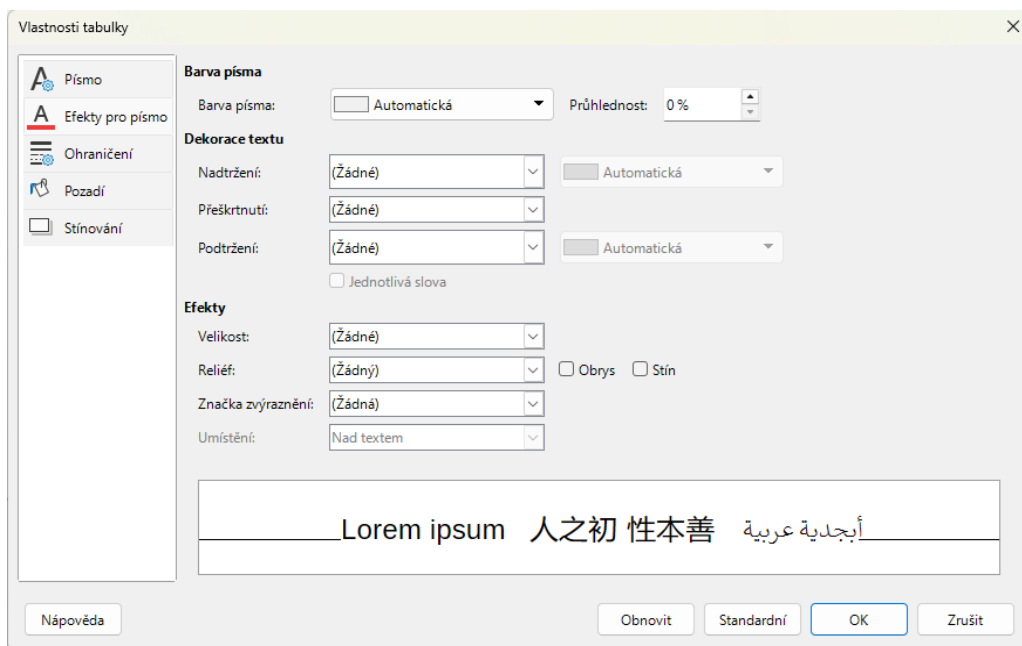 Vlastnosti tabulky
Písmo
Efekty pro písmo
Ohraničení
Pozadí
Stínování
Barva písma
Barva písma: Automatická Průhlednost: 0 %
Dekorace textu
Nadtržení: (Žádné) Automatická
Přeškrtnutí: (Žádné)
Podtržení: (Žádné) Automatická
Jednotlivá slova
Efekty
Velikost: (Žádné)
Reliéf: (Žádný) Obrys Stín
Značka zvýraznění: (Žádná)
Umístění: Nad textem
Lorem ipsum 人之初 性本善 أبجدية عربية
Nápověda Obnovit Standardní OK Zrušit